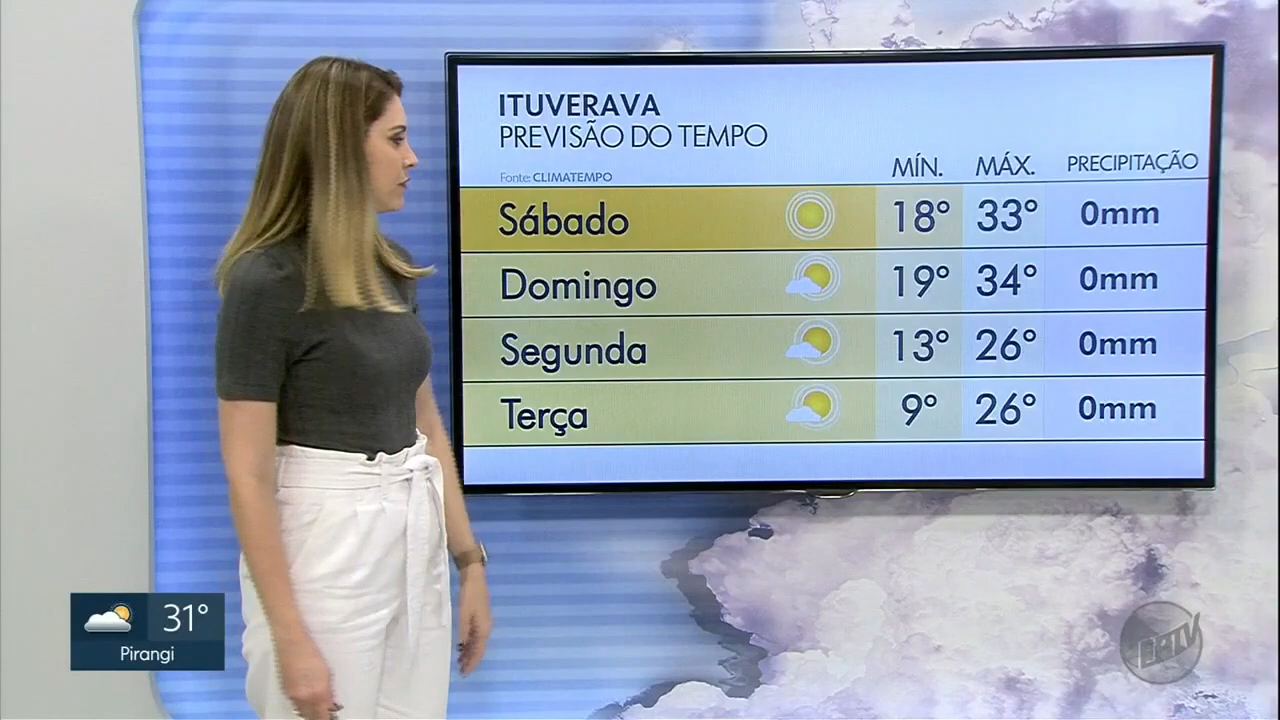 ITUVERAVA
PREVISÃO DO TEMPO
Fonte: CLIMATEMPO
MÍN. MÁX. PRECIPITAÇÃO
Sábado 18° 33° 0mm
Domingo 19° 34° 0mm
Segunda 13° 26° 0mm
Terça 9° 26° 0mm
31°
Pirangi
EPTV